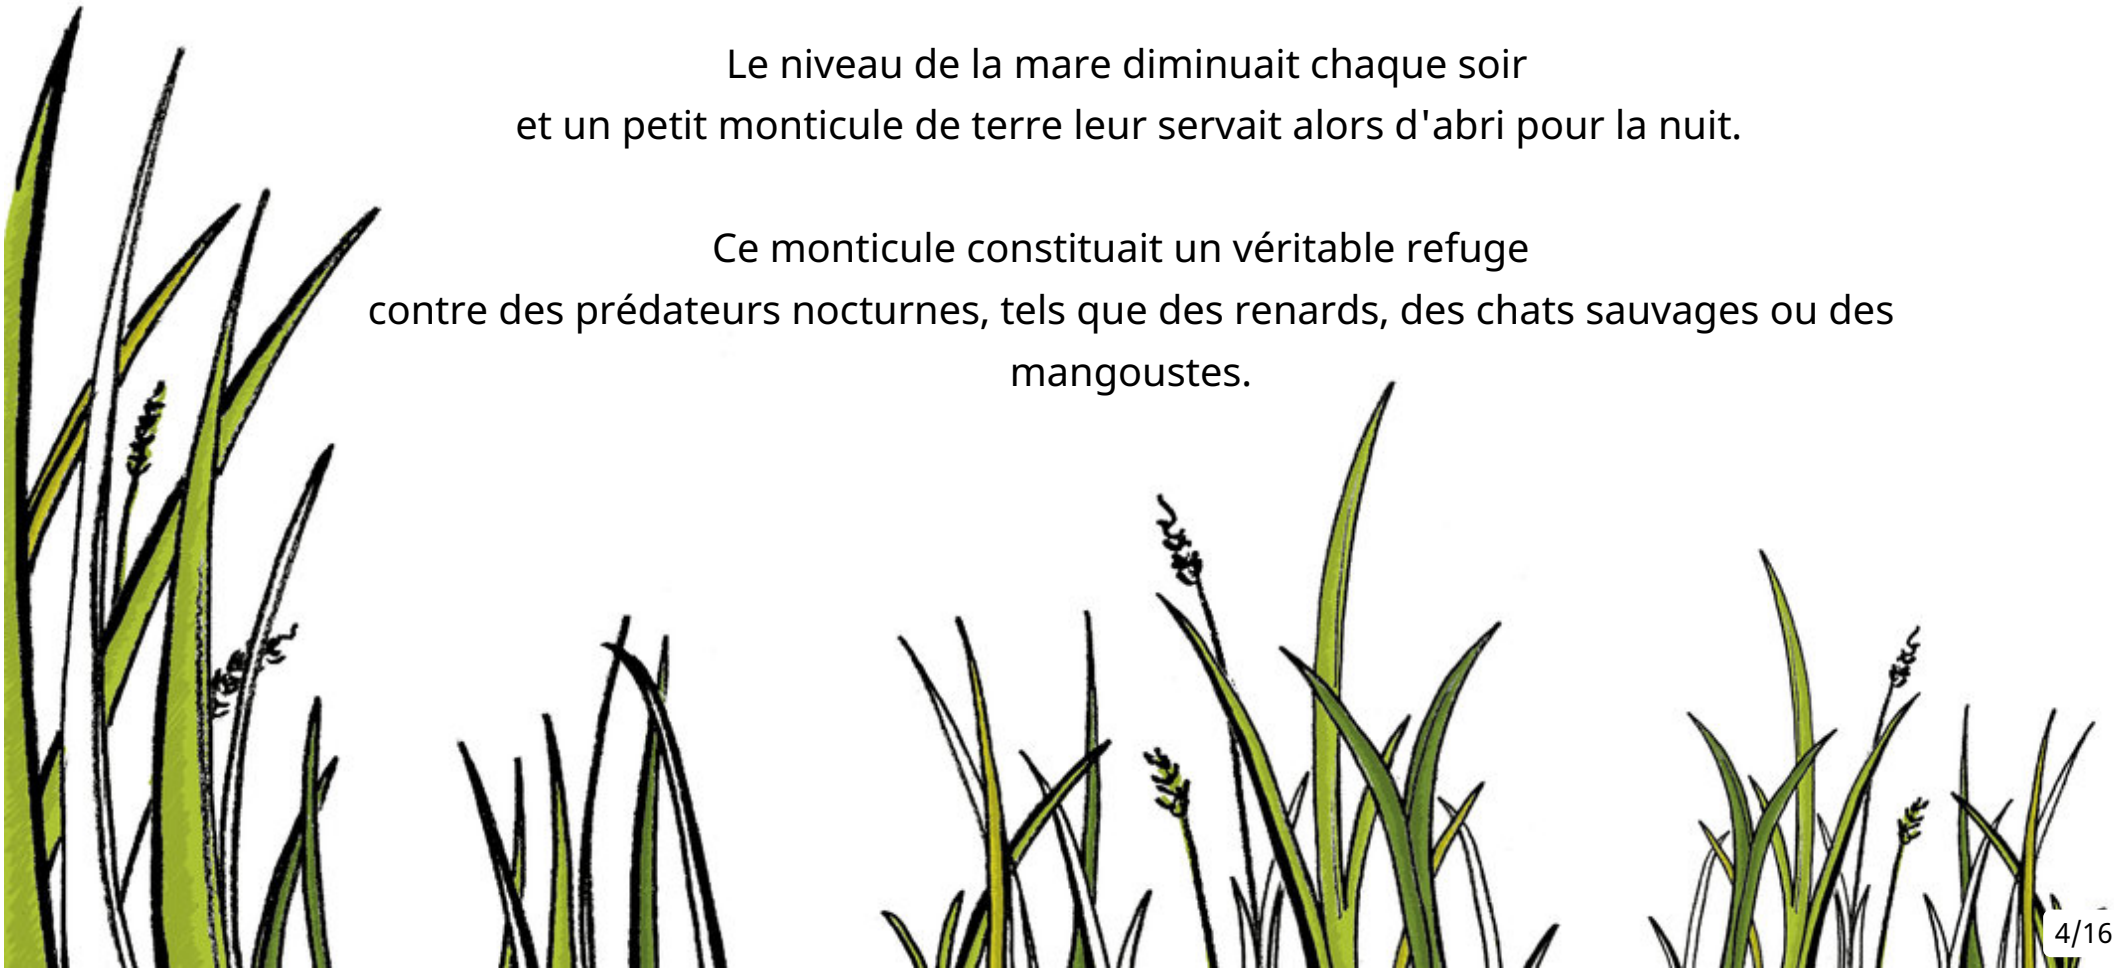 Le niveau de la mare diminuait chaque soir
et un petit monticule de terre leur servait alors d'abri pour la nuit.
Ce monticule constituait un véritable refuge
contre des prédateurs nocturnes, tels que des renards, des chats sauvages ou des
mangoustes.
4/16